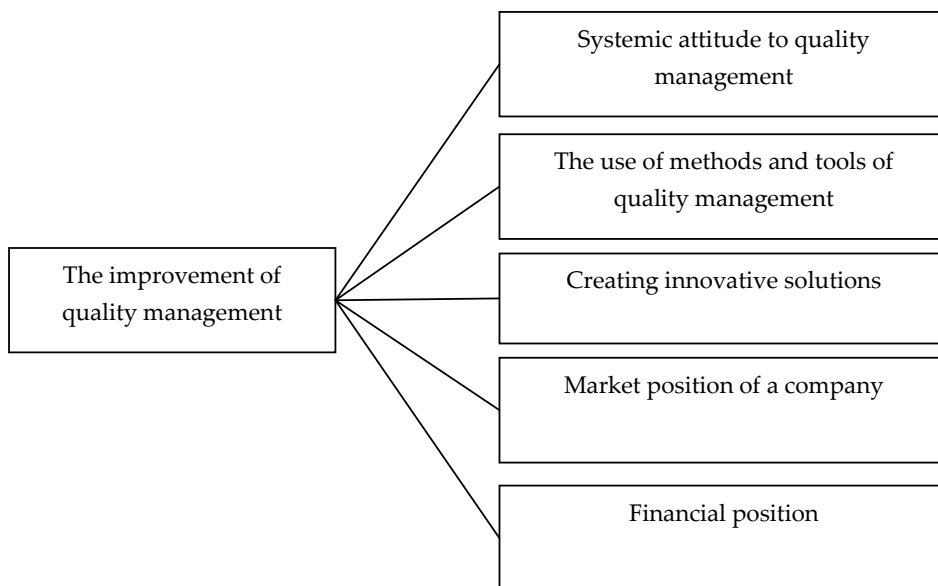 The improvement of
quality management
Systemic attitude to quality
management
The use of methods and tools of
quality management
Creating innovative solutions
Market position of a company
Financial position